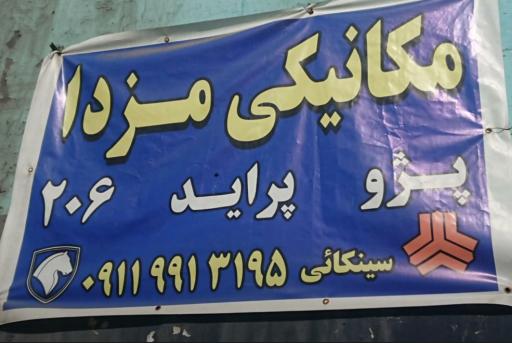 مکانیکی مزدا
پژو پراید ۲۰۶
سینکائی ۰۹۱۱ ۹۹۱ ۳۱۹۵